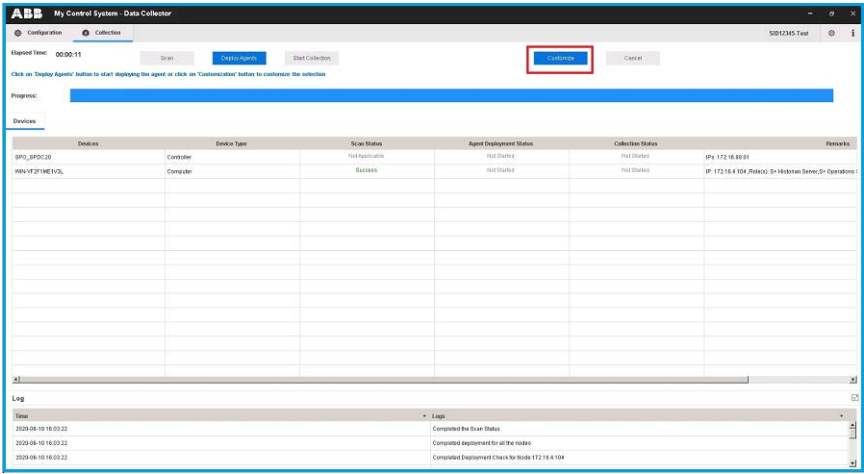 ABB My Control System - Data Collector
Configuration Collection SID12345-Test
Elapsed Time: 00:00:11 Scan Deploy Agents Start Collection Customize Cancel
Click on 'Deploy Agents' button to start deploying the agent or click on 'Customization' button to customize the selection
Progress:
Devices
Devices Device Type Scan Status Agent Deployment Status Collection Status Remarks
SPO_SPDC20 Controller Not Applicable Not Started Not Started IPs: 172.16.88.81
WIN-VF2F1ME1V3L Computer Success Not Started Not Started IP: 172.16.4.104 ,Role(s): S+ Historian Server,S+ Operations
Log
Time Logs
2020-06-10 16:03:22 Completed the Scan Status
2020-06-10 16:03:22 Completed deployment for all the nodes
2020-06-10 16:03:22 Completed Deployment Check for Node 172.16.4.104